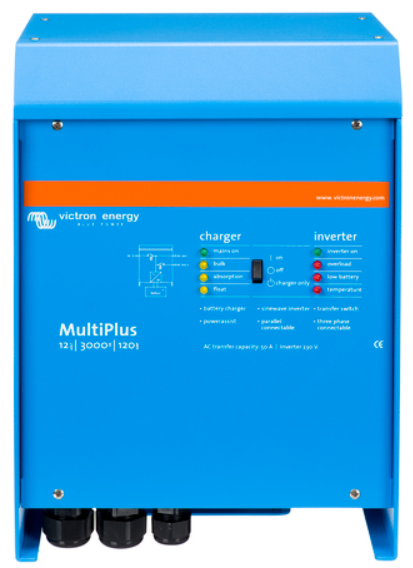 www.victronenergy.com
victron energy
BLUE POWER
charger
inverter
mains on
bulk
absorption
float
on
off
charger only
inverter on
overload
low battery
temperature
• battery charger
• sinewave inverter
• transfer switch
• powerassist
• parallel connectable
• three phase connectable
MultiPlus
12 | 3000 | 120
AC transfer capacity: 50 A | Inverter 230 V
CE